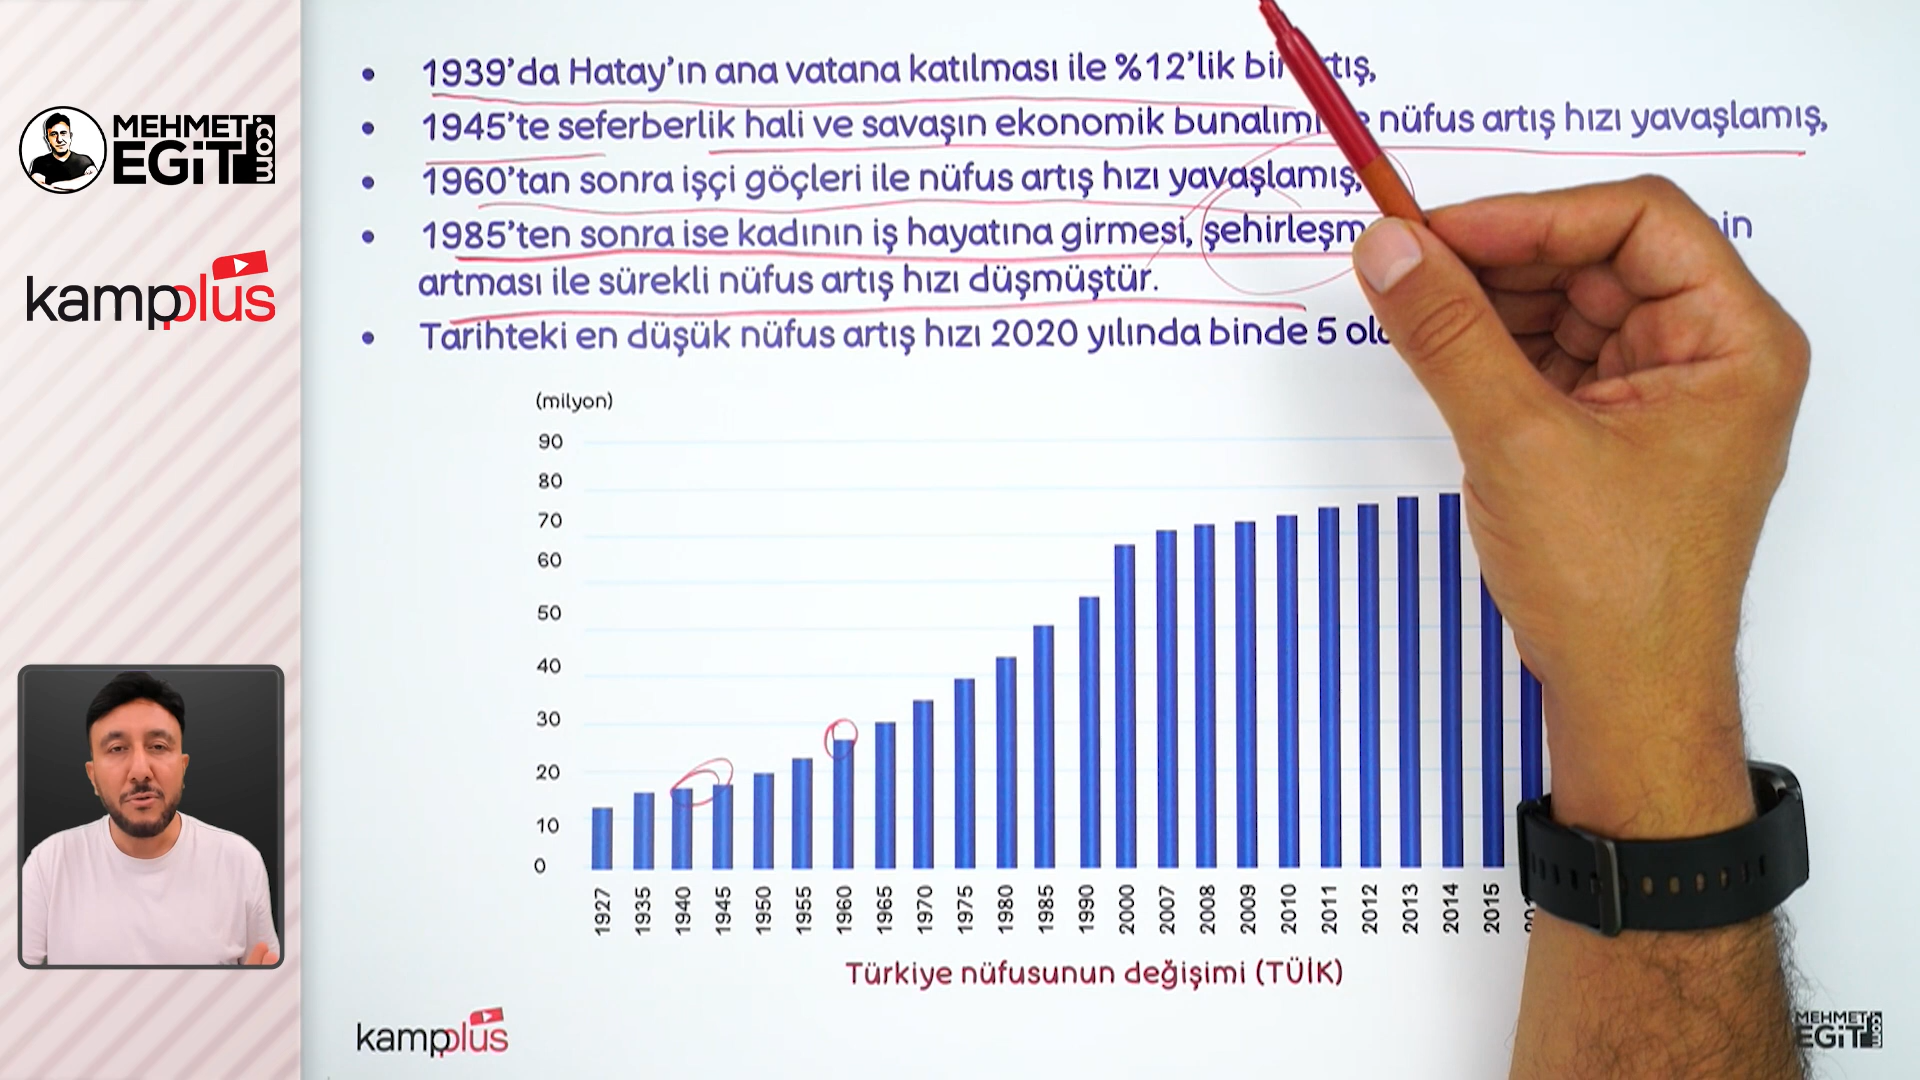 MEHMET
EGiT
.com
kampplus
• 1939'da Hatay'ın ana vatana katılması ile %12'lik bir
• 1945'te seferberlik hali ve savaşın ekonomik bunalımı nüfus artış hızı yavaşlamış,
• 1960'tan sonra işçi göçleri ile nüfus artış hızı yavaşlamış,
• 1985'ten sonra ise kadının iş hayatına girmesi,
artması ile sürekli nüfus artış hızı düşmüştür.
• Tarihteki en düşük nüfus artış hızı 2020 yılında binde 5
(milyon)
90
80
70
60
50
40
30
20
10
0
1927 1935 1940 1945 1950 1955 1960 1965 1970 1975 1980 1985 1990 2000 2007 2008 2009 2010 2011 2012 2013 2014 2015
Türkiye nüfusunun değişimi (TÜİK)
kampplus
MEHMET
EGiT
.com